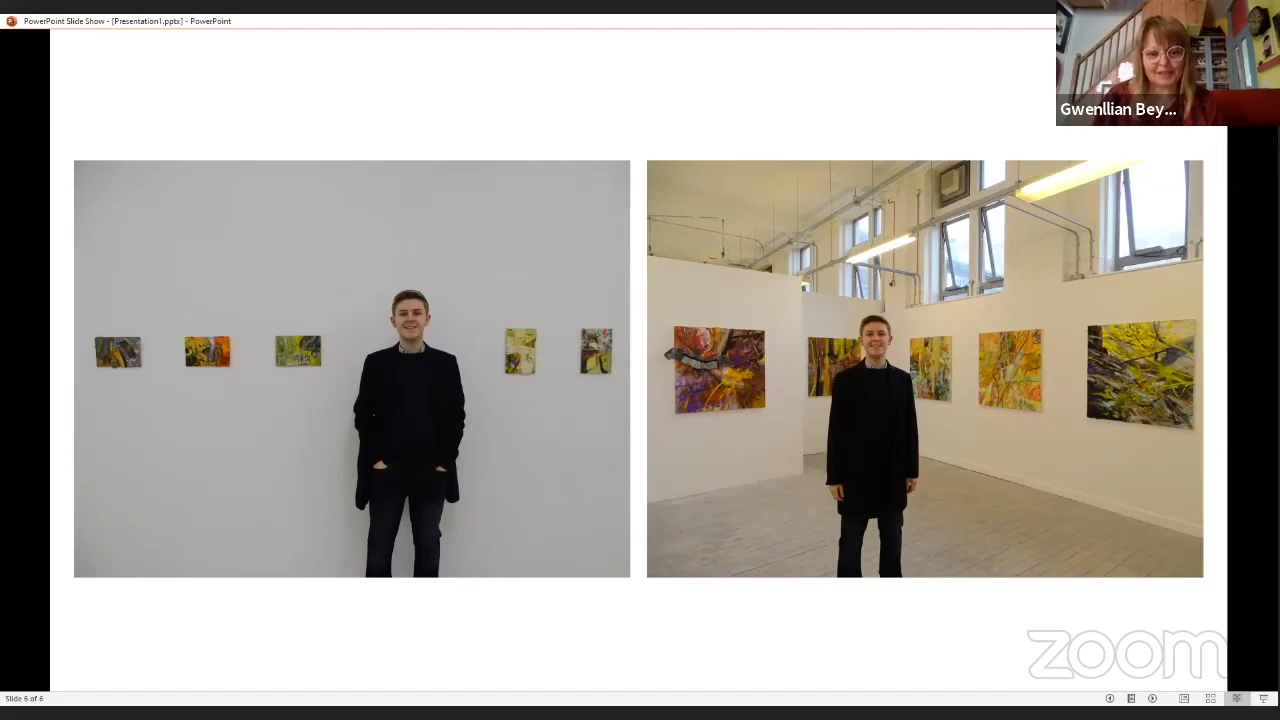 PowerPoint Slide Show - [Presentation1.pptx] - PowerPoint
Gwenllian Bey...
zoom
Slide 6 of 6